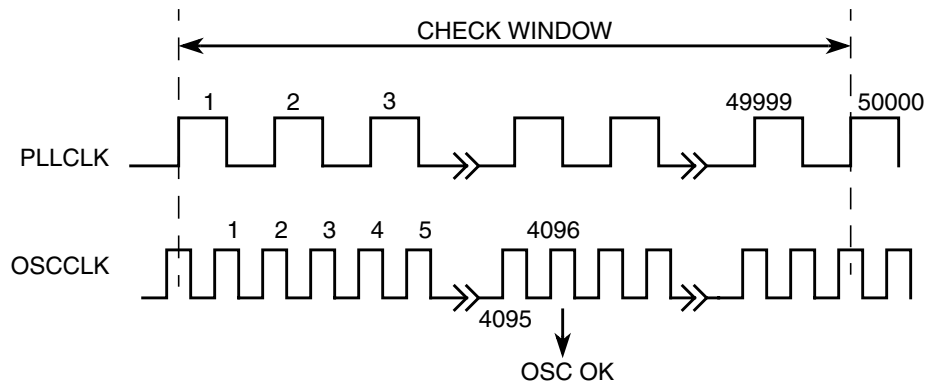 CHECK WINDOW
1 2 3 49999 50000
PLLCLK
1 2 3 4 5 4096
OSCCLK
4095
OSC OK